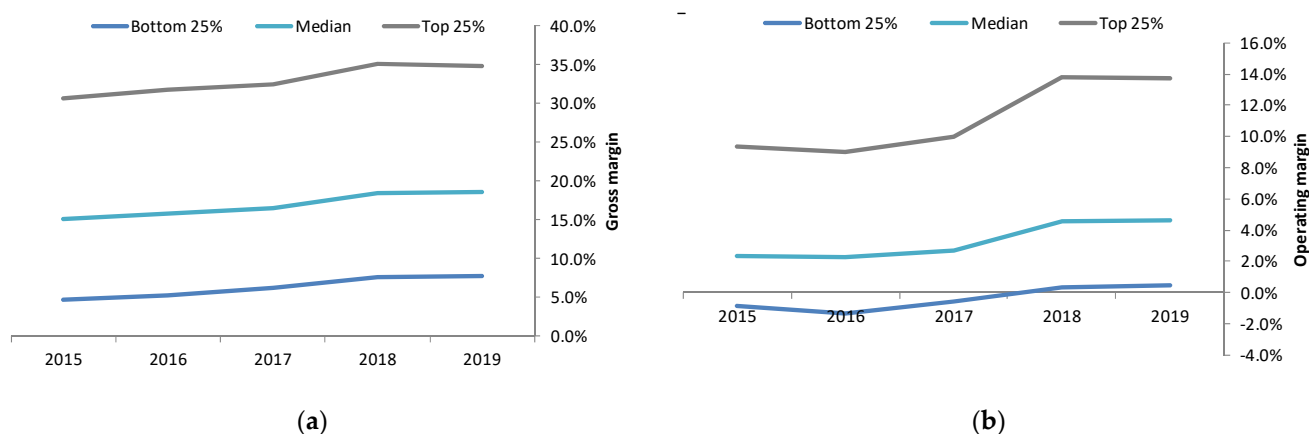 Bottom 25% Median Top 25%
40.0%
35.0%
30.0%
25.0%
20.0%
15.0%
10.0%
5.0%
0.0%
Gross margin
2015 2016 2017 2018 2019
(a)
Bottom 25% Median Top 25%
16.0%
14.0%
12.0%
10.0%
8.0%
6.0%
4.0%
2.0%
0.0%
-2.0%
-4.0%
Operating margin
2015 2016 2017 2018 2019
(b)